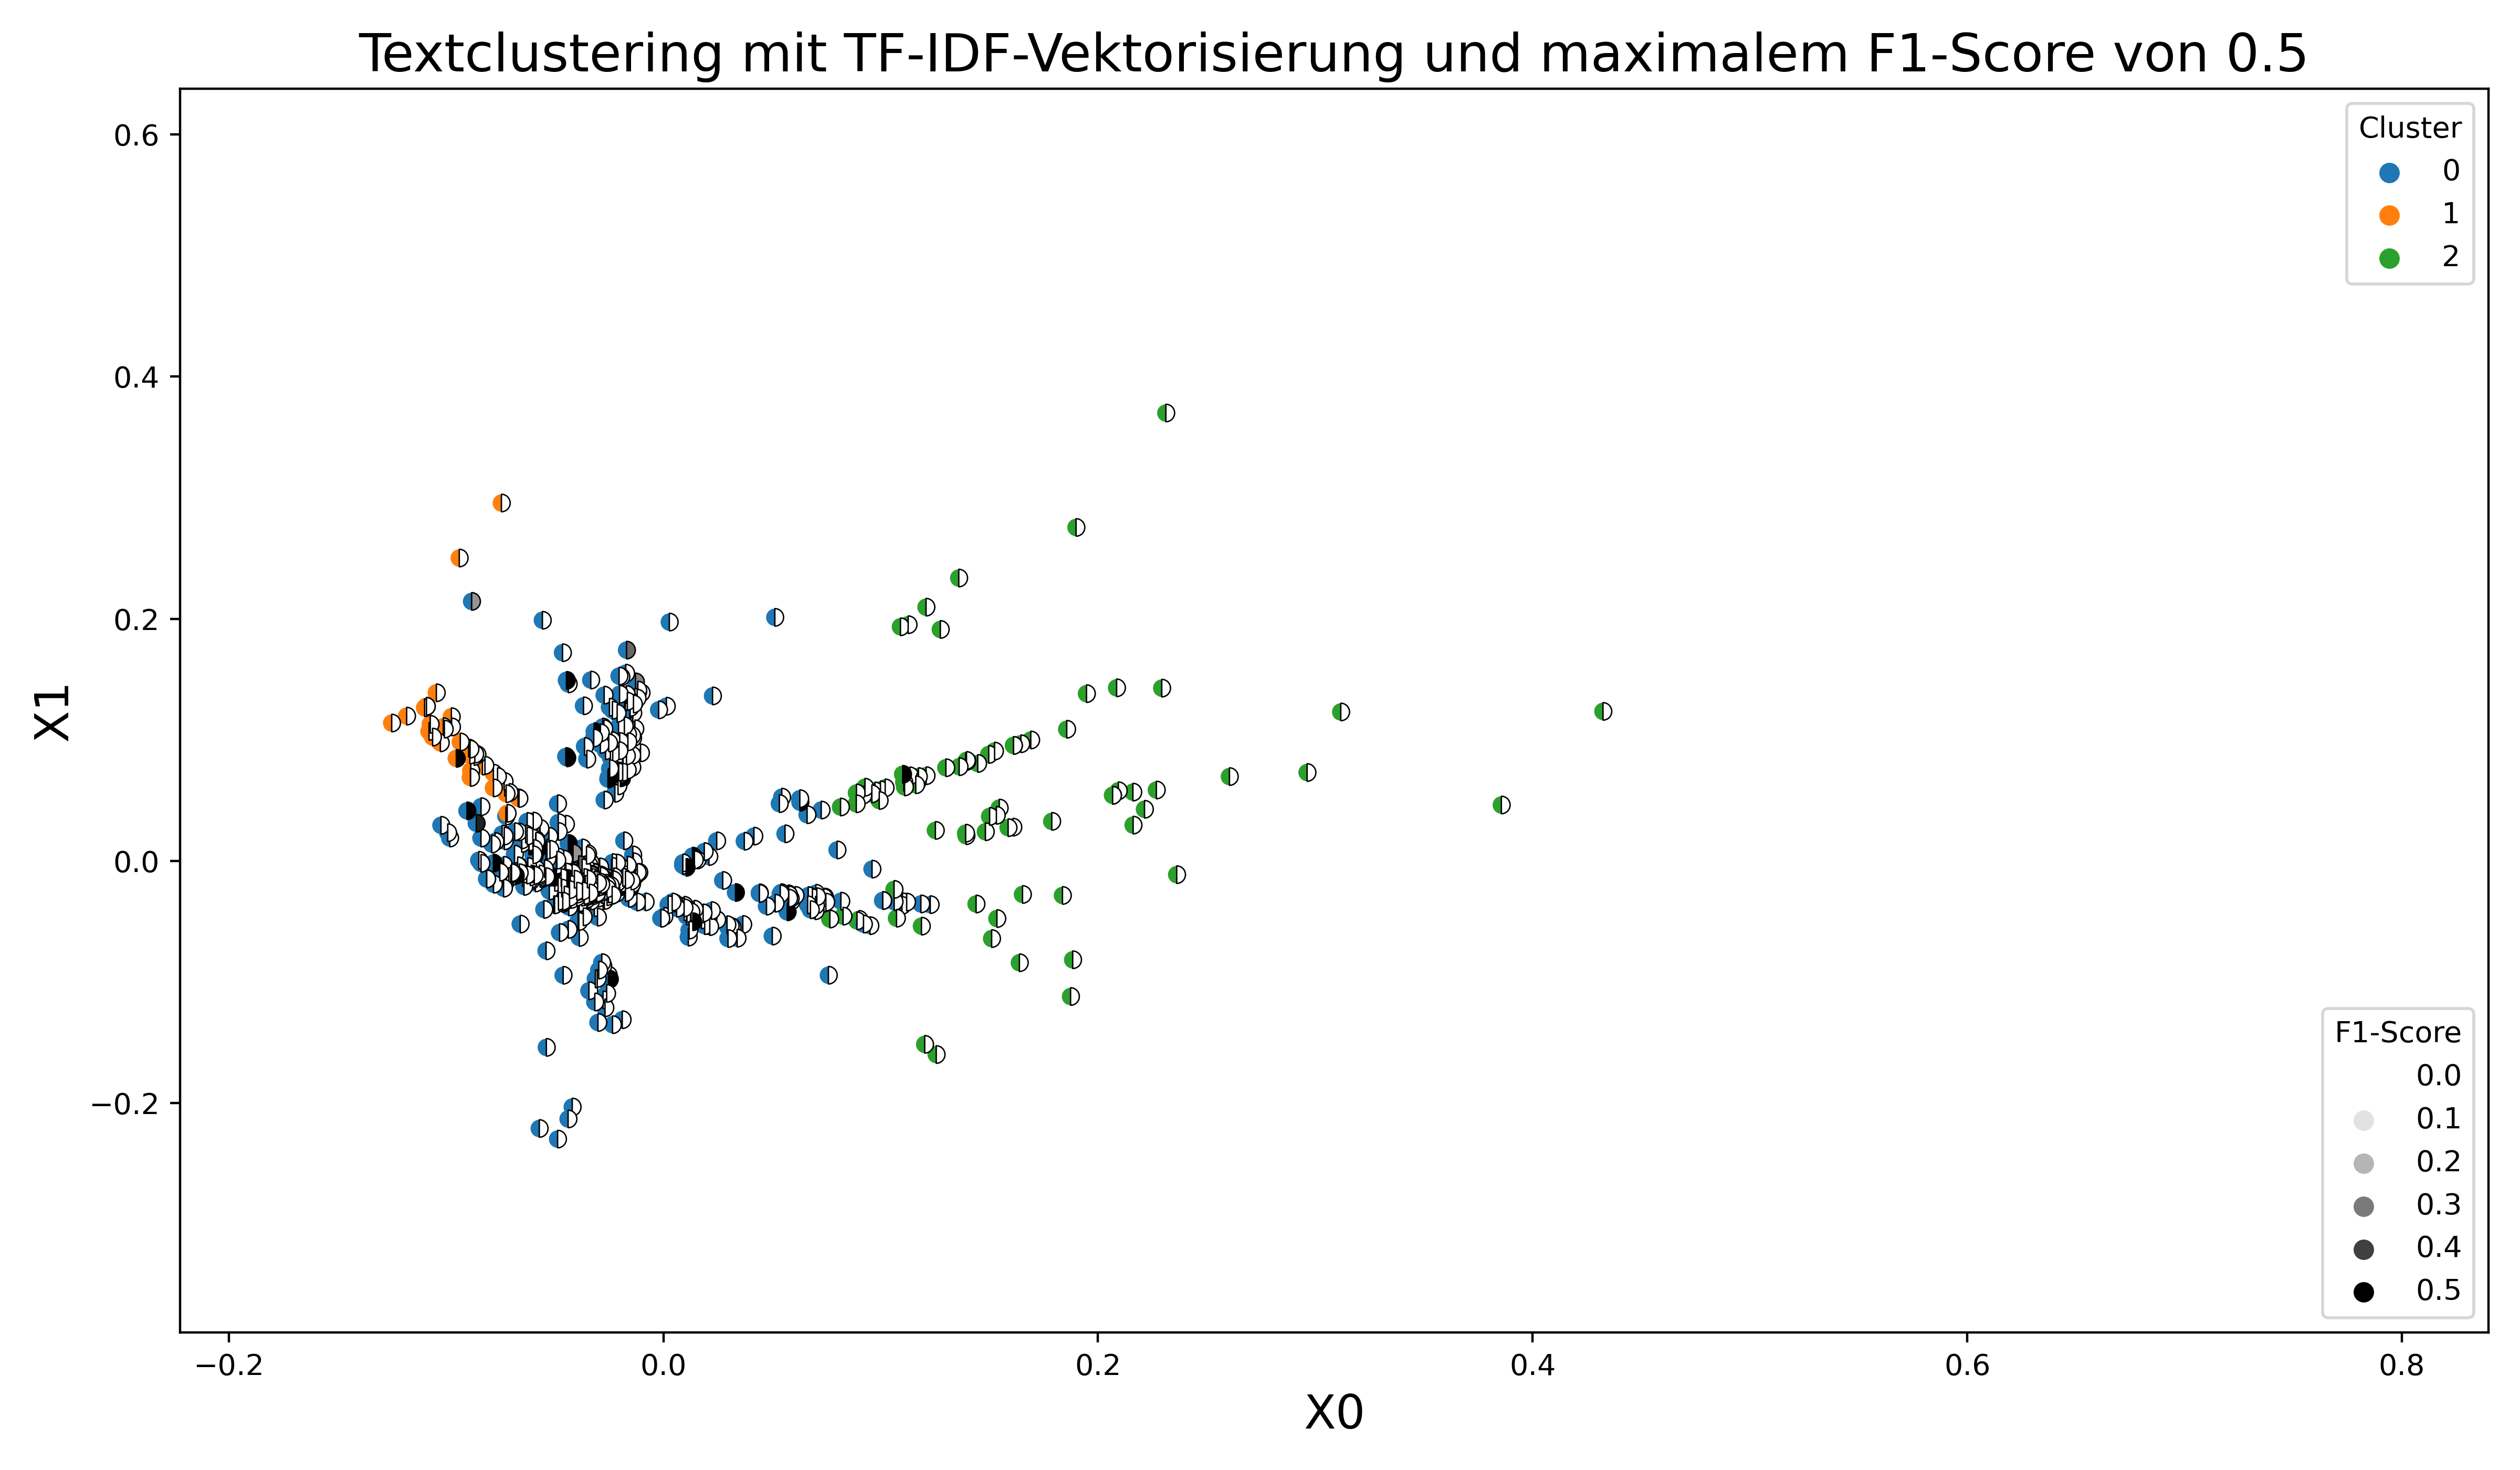 Textclustering mit TF-IDF-Vektorisierung und maximalem F1-Score von 0.5
Cluster
0
1
2
0.6
0.4
0.2
0.0
−0.2
X1
F1-Score
0.0
0.1
0.2
0.3
0.4
0.5
−0.2 0.0 0.2 0.4 0.6 0.8
X0